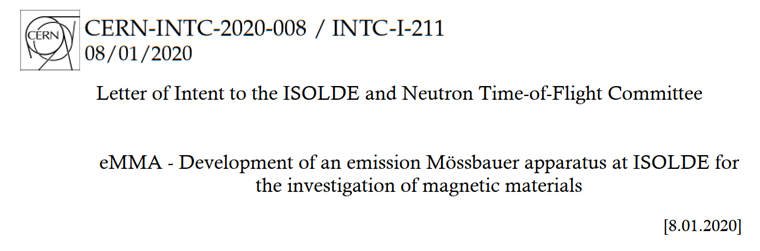 CERN
CERN-INTC-2020-008 / INTC-I-211
08/01/2020
Letter of Intent to the ISOLDE and Neutron Time-of-Flight Committee
eMMA - Development of an emission Mössbauer apparatus at ISOLDE for
the investigation of magnetic materials
[8.01.2020]